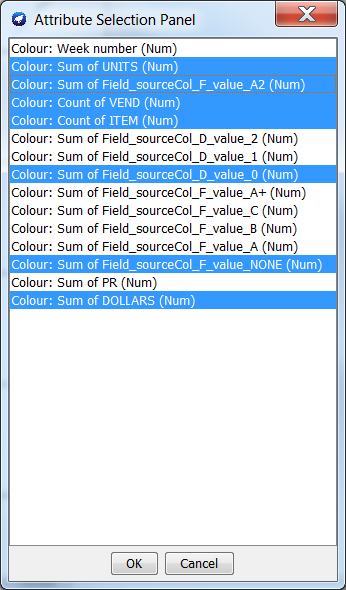 Attribute Selection Panel
Colour: Week number (Num)
Colour: Sum of UNITS (Num)
Colour: Sum of Field_sourceCol_F_value_A2 (Num)
Colour: Count of VEND (Num)
Colour: Count of ITEM (Num)
Colour: Sum of Field_sourceCol_D_value_2 (Num)
Colour: Sum of Field_sourceCol_D_value_1 (Num)
Colour: Sum of Field_sourceCol_D_value_0 (Num)
Colour: Sum of Field_sourceCol_F_value_A+ (Num)
Colour: Sum of Field_sourceCol_F_value_C (Num)
Colour: Sum of Field_sourceCol_F_value_B (Num)
Colour: Sum of Field_sourceCol_F_value_A (Num)
Colour: Sum of Field_sourceCol_F_value_NONE (Num)
Colour: Sum of PR (Num)
Colour: Sum of DOLLARS (Num)
OK Cancel